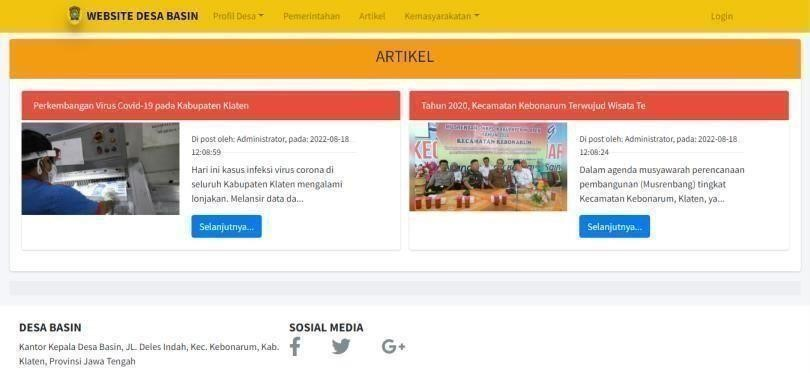 WEBSITE DESA BASIN
Profil Desa
Pemerintahan
Artikel
Kemasyarakatan
Login
ARTIKEL
Perkembangan Virus Covid-19 pada Kabupaten Klaten
Di post oleh: Administrator, pada: 2022-08-18
12:08:59
Hari ini kasus infeksi virus corona di
seluruh Kabupaten Klaten mengalami
lonjakan. Melansir data da...
Selanjutnya...
Tahun 2020, Kecamatan Kebonarum Terwujud Wisata Te
KECAMATAN KEBONARUM
Di post oleh: Administrator, pada: 2022-08-18
12:08:24
Dalam agenda musyawarah perencanaan
pembangunan (Musrenbang) tingkat
Kecamatan Kebonarum, Klaten, ya...
Selanjutnya...
DESA BASIN
Kantor Kepala Desa Basin, JL. Deles Indah, Kec. Kebonarum, Kab.
Klaten, Provinsi Jawa Tengah
SOSIAL MEDIA